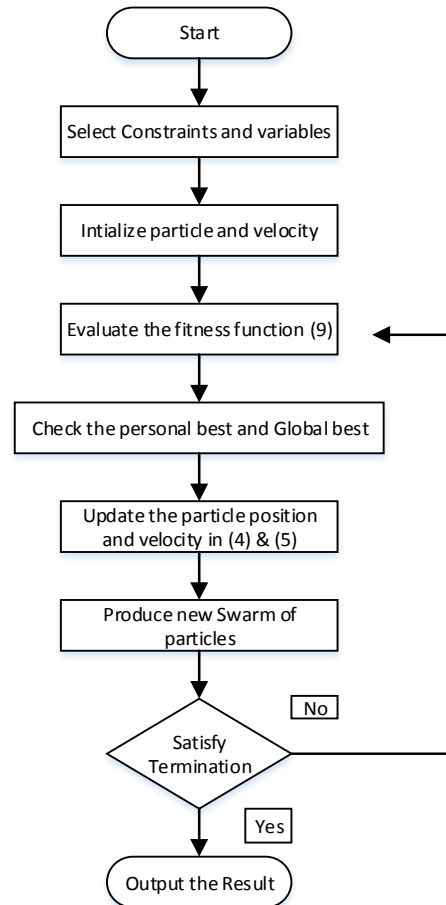 Start
Select Constraints and variables
Intialize particle and velocity
Evaluate the fitness function (9)
Check the personal best and Global best
Update the particle position
and velocity in (4) & (5)
Produce new Swarm of
particles
No
Satisfy
Termination
Yes
Output the Result